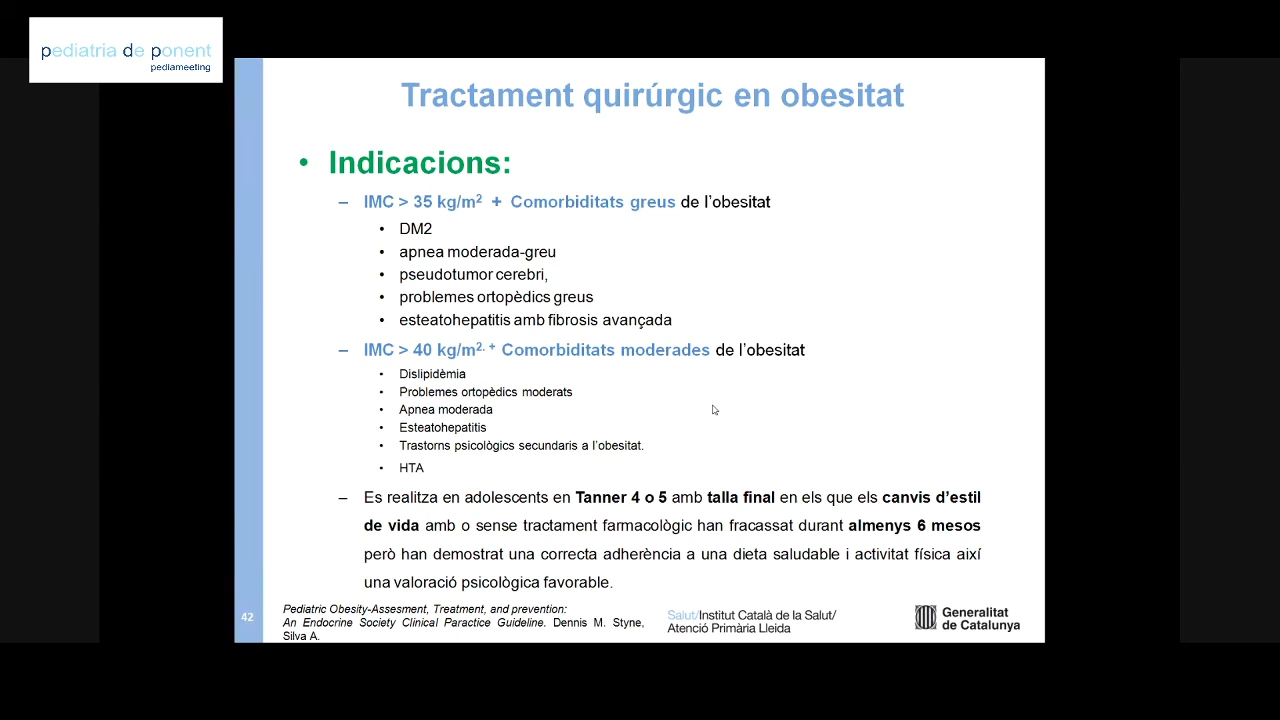 pediatria de ponent
pediameeting
Tractament quirúrgic en obesitat
• Indicacions:
– IMC > 35 kg/m² + Comorbiditats greus de l’obesitat
• DM2
• apnea moderada-greu
• pseudotumor cerebri,
• problemes ortopèdics greus
• esteatohepatitis amb fibrosis avançada
– IMC > 40 kg/m². + Comorbiditats moderades de l’obesitat
• Dislipidèmia
• Problemes ortopèdics moderats
• Apnea moderada
• Esteatohepatitis
• Trastorns psicològics secundaris a l’obesitat.
• HTA
– Es realitza en adolescents en Tanner 4 o 5 amb talla final en els que els canvis d’estil
de vida amb o sense tractament farmacològic han fracassat durant almenys 6 mesos
però han demostrat una correcta adherència a una dieta saludable i activitat física així
una valoració psicològica favorable.
42
Pediatric Obesity-Assesment, Treatment, and prevention:
An Endocrine Society Clinical Paractice Guideline. Dennis M. Styne,
Silva A.
Salut/Institut Català de la Salut/
Atenció Primària Lleida
Generalitat
de Catalunya